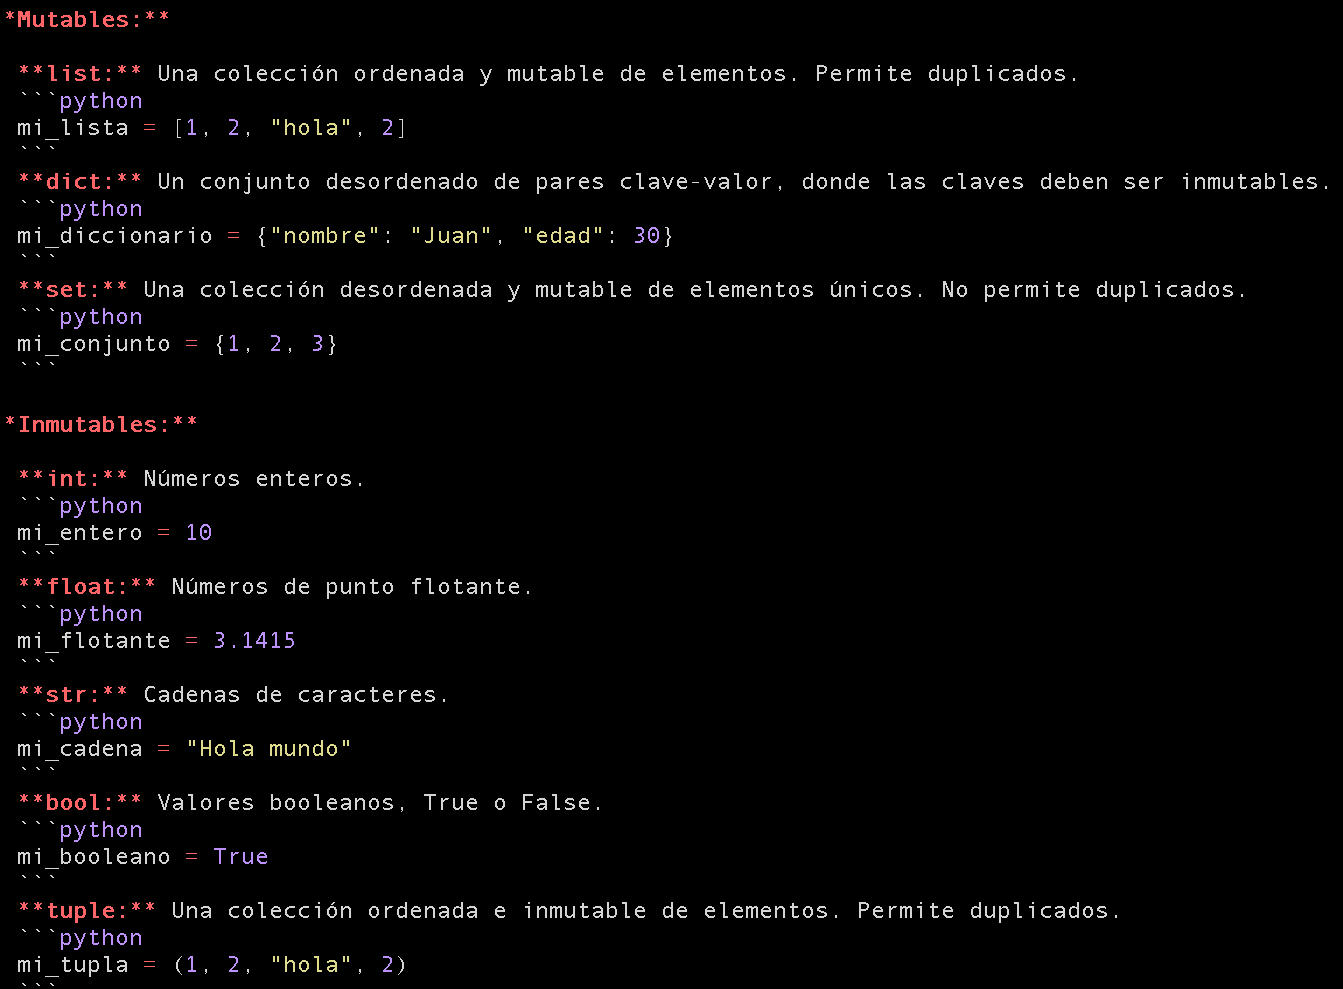 *Mutables:**
**list:** Una colección ordenada y mutable de elementos. Permite duplicados.
```python
mi_lista = [1, 2, "hola", 2]
```
**dict:** Un conjunto desordenado de pares clave-valor, donde las claves deben ser inmutables.
```python
mi_diccionario = {"nombre": "Juan", "edad": 30}
```
**set:** Una colección desordenada y mutable de elementos únicos. No permite duplicados.
```python
mi_conjunto = {1, 2, 3}
```
*Inmutables:**
**int:** Números enteros.
```python
mi_entero = 10
```
**float:** Números de punto flotante.
```python
mi_flotante = 3.1415
```
**str:** Cadenas de caracteres.
```python
mi_cadena = "Hola mundo"
```
**bool:** Valores booleanos, True o False.
```python
mi_booleano = True
```
**tuple:** Una colección ordenada e inmutable de elementos. Permite duplicados.
```python
mi_tupla = (1, 2, "hola", 2)
```